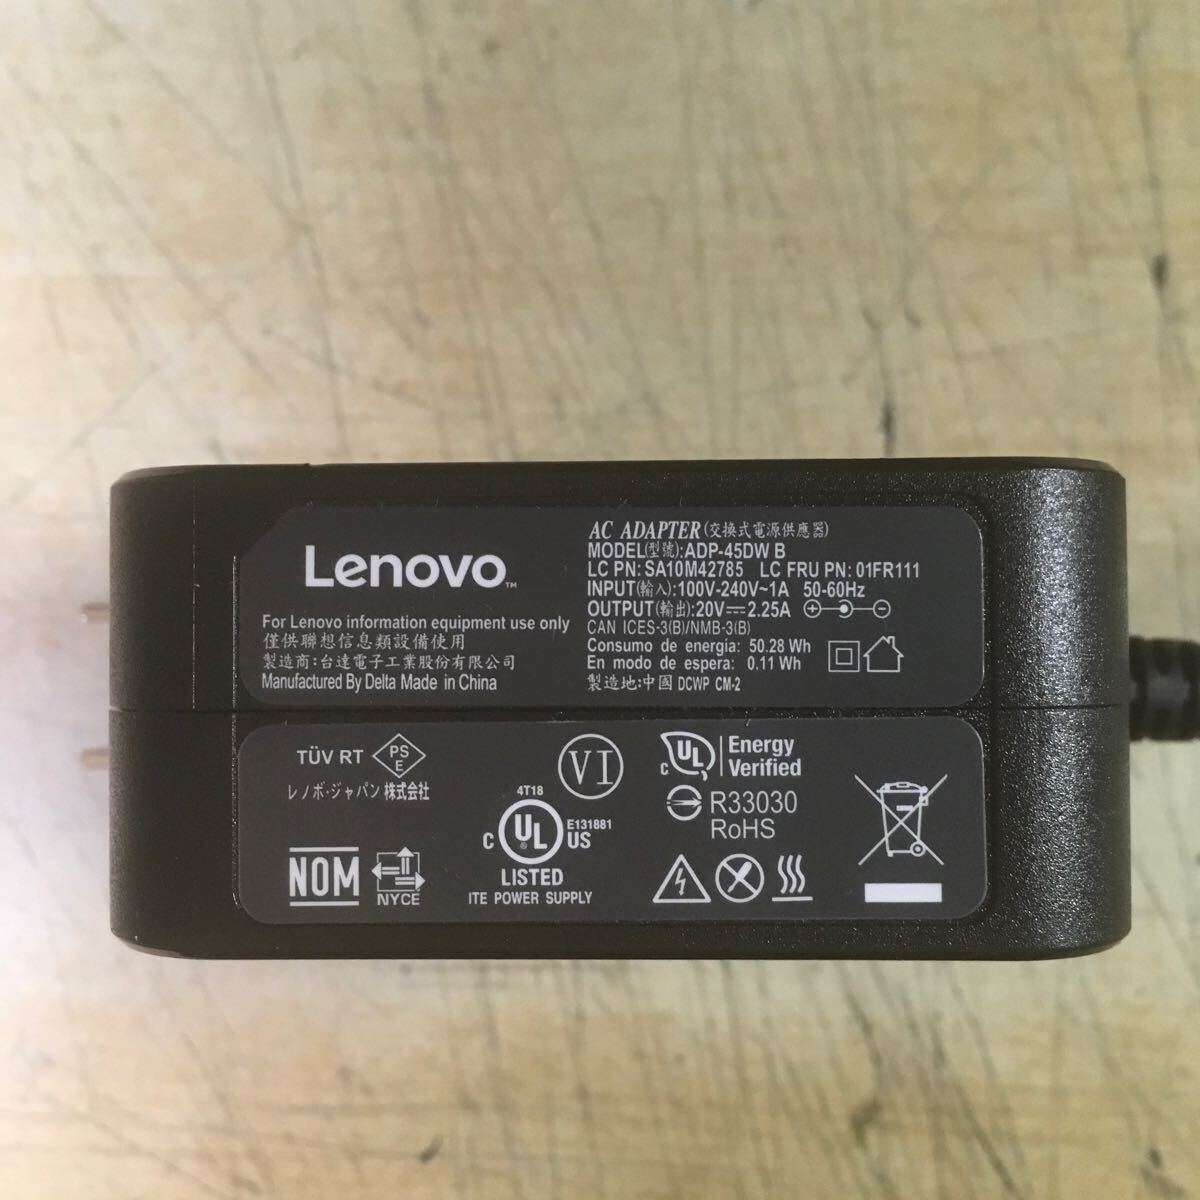 Lenovo™
For Lenovo information equipment use only
僅供聯想信息類設備使用
製造商:台達電子工業股份有限公司
Manufactured By Delta Made in China
AC ADAPTER(交換式電源供應器)
MODEL(型號):ADP-45DW B
LC PN: SA10M42785 LC FRU PN: 01FR111
INPUT(輸入):100V-240V~1A 50-60Hz
OUTPUT(輸出):20V⎓2.25A
CAN ICES-3(B)/NMB-3(B)
Consumo de energía: 50.28 Wh
En modo de espera: 0.11 Wh
製造地:中國 DCWP CM-2
TÜV RT
PS
E
レノボ・ジャパン株式会社
NOM
NYCE
VI
4T18
C UL® US
E131881
LISTED
ITE POWER SUPPLY
C UL
Energy
Verified
R33030
RoHS